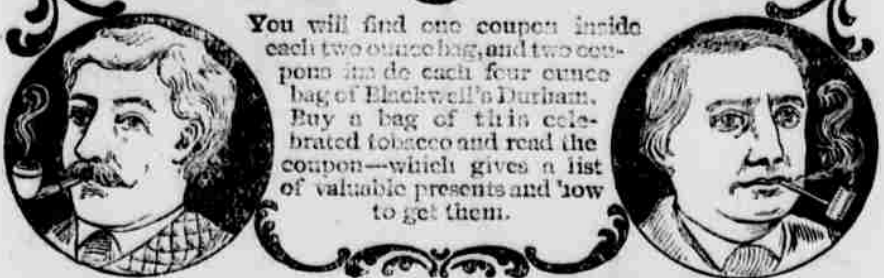 You will find one coupon inside
each two ounce bag, and two cou-
pons inside each four ounce
bag of Blackwell's Durham.
Buy a bag of this cele-
brated tobacco and read the
coupon—which gives a list
of valuable presents and how
to get them.